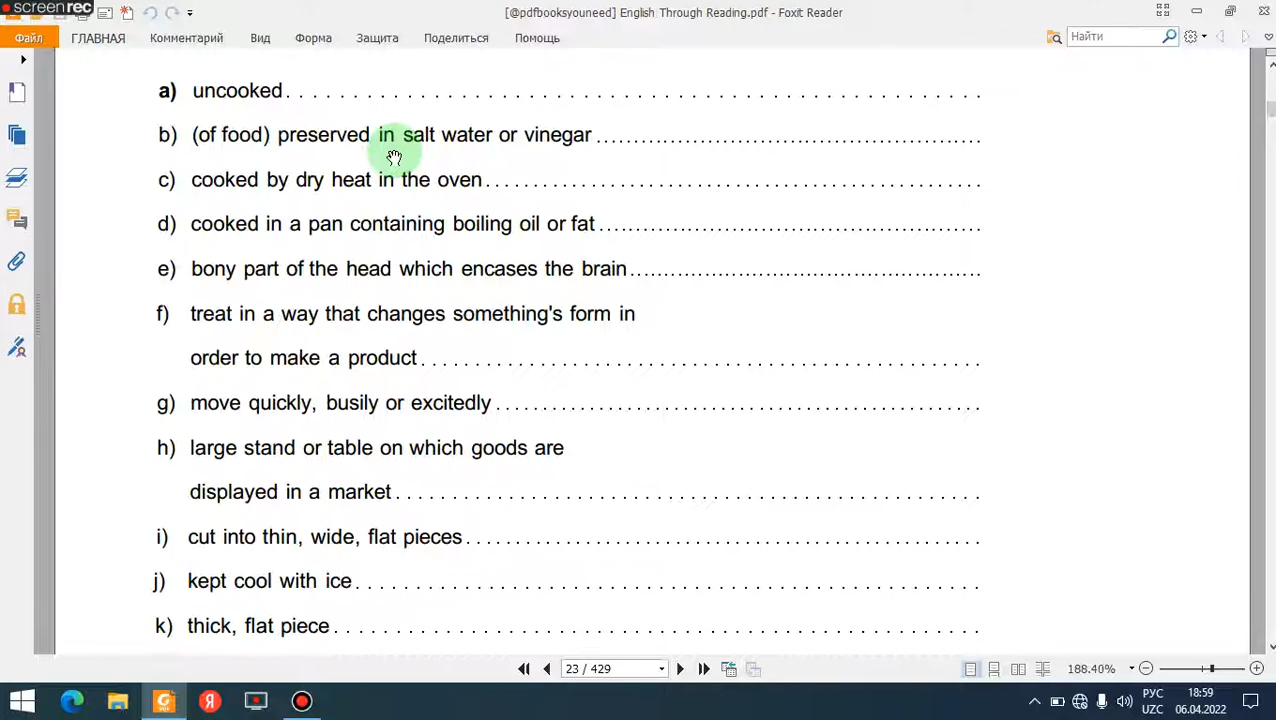 screenrec
[@pdfbooksyouneed] English Through Reading.pdf - Foxit Reader
Файл ГЛАВНАЯ Комментарий Вид Форма Защита Поделиться Помощь Найти
a) uncooked. . . . . . . . . . . . . . . . . . . . . . . . . . . . . . . . . . . . . . . .
b) (of food) preserved in salt water or vinegar ........................................
c) cooked by dry heat in the oven. . . . . . . . . . . . . . . . . . . . . . . . . . . . .
d) cooked in a pan containing boiling oil or fat ........................................
e) bony part of the head which encases the brain ........................................
f) treat in a way that changes something's form in
order to make a product. . . . . . . . . . . . . . . . . . . . . . . . . . . . . . . . .
g) move quickly, busily or excitedly. . . . . . . . . . . . . . . . . . . . . . . . . . . .
h) large stand or table on which goods are
displayed in a market. . . . . . . . . . . . . . . . . . . . . . . . . . . . . . . . . . .
i) cut into thin, wide, flat pieces. . . . . . . . . . . . . . . . . . . . . . . . . . . . . .
j) kept cool with ice. . . . . . . . . . . . . . . . . . . . . . . . . . . . . . . . . . . . .
k) thick, flat piece. . . . . . . . . . . . . . . . . . . . . . . . . . . . . . . . . . . . . .
23 / 429 188.40%
РУС 18:59
UZC 06.04.2022